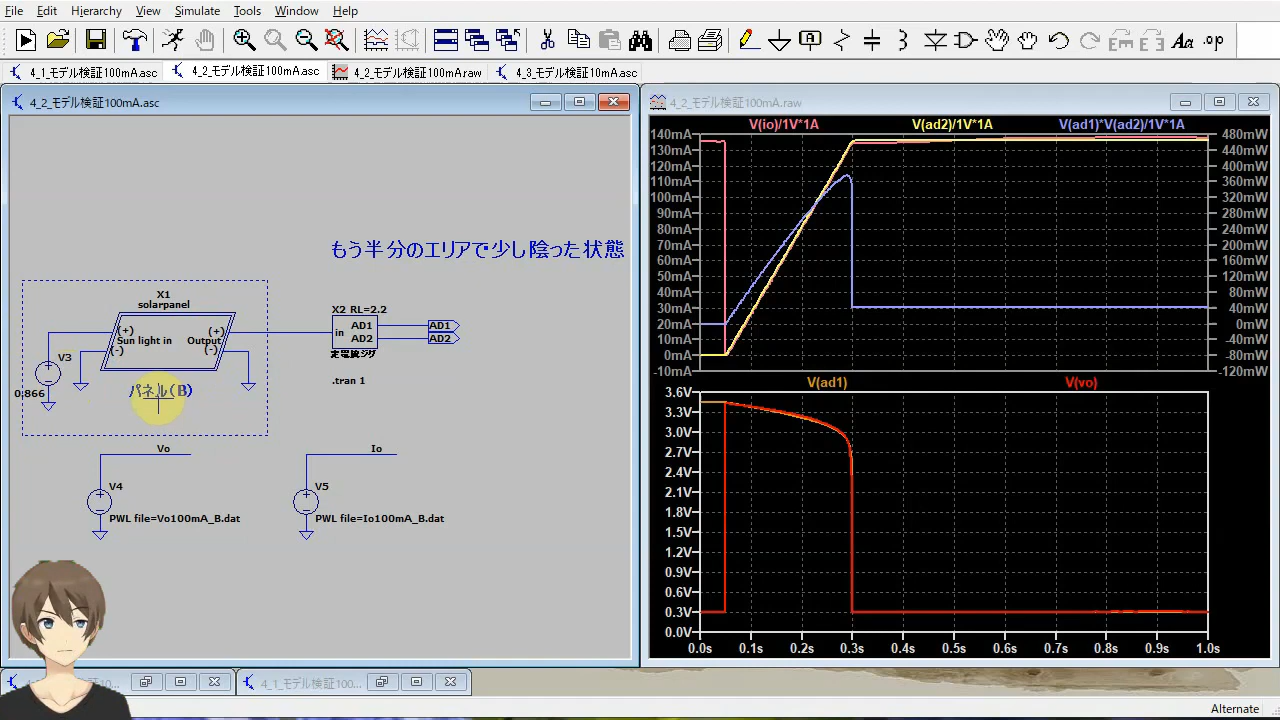 File Edit Hierarchy View Simulate Tools Window Help
.op
4_1_モデル検証100mA.asc 4_2_モデル検証100mA.asc 4_2_モデル検証100mA.raw 4_3_モデル検証10mA.asc
4_2_モデル検証100mA.asc
もう半分のエリアで少し陰った状態
X1
solarpanel
(+) (+)
Sun light in Output
(-) (-)
V3
0.866
パネル(B)
X2 RL=2.2
in AD1 AD1
AD2 AD2
定電流ジグ
.tran 1
Vo Io
V4 V5
PWL file=Vo100mA_B.dat PWL file=Io100mA_B.dat
4_2_モデル検証100mA.raw
V(io)/1V*1A V(ad2)/1V*1A V(ad1)*V(ad2)/1V*1A
140mA 480mW
130mA 440mW
120mA 400mW
110mA 360mW
100mA 320mW
90mA 280mW
80mA 240mW
70mA 200mW
60mA 160mW
50mA 120mW
40mA 80mW
30mA 40mW
20mA 0mW
10mA -40mW
0mA -80mW
-10mA -120mW
V(ad1) V(vo)
3.6V
3.3V
3.0V
2.7V
2.4V
2.1V
1.8V
1.5V
1.2V
0.9V
0.6V
0.3V
0.0V
0.0s 0.1s 0.2s 0.3s 0.4s 0.5s 0.6s 0.7s 0.8s 0.9s 1.0s
4_1_モデル検証100...
Alternate